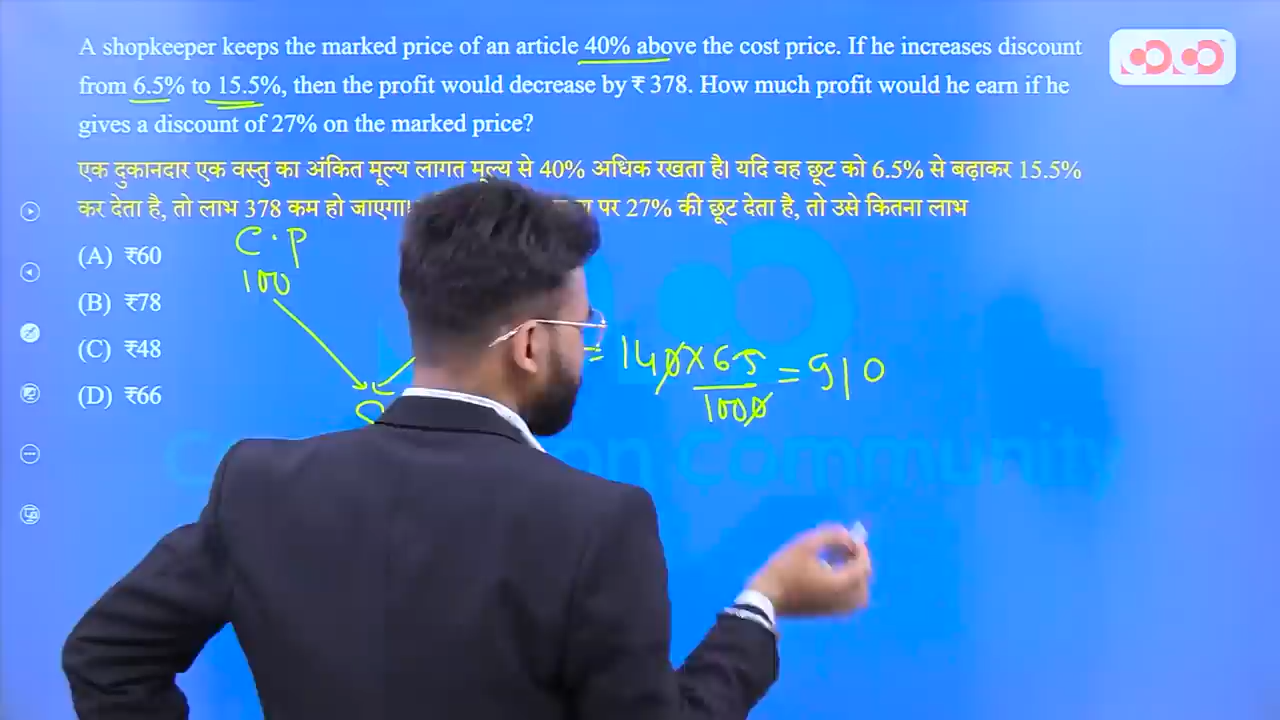 A shopkeeper keeps the marked price of an article 40% above the cost price. If he increases discount
from 6.5% to 15.5%, then the profit would decrease by ₹ 378. How much profit would he earn if he
gives a discount of 27% on the marked price?
एक दुकानदार एक वस्तु का अंकित मूल्य लागत मूल्य से 40% अधिक रखता है। यदि वह छूट को 6.5% से बढ़ाकर 15.5%
कर देता है, तो लाभ 378 कम हो जाएगा। पर 27% की छूट देता है, तो उसे कितना लाभ
(A) ₹60
(B) ₹78
(C) ₹48
(D) ₹66
C.P
100
= 140×65/1000 = 910
community